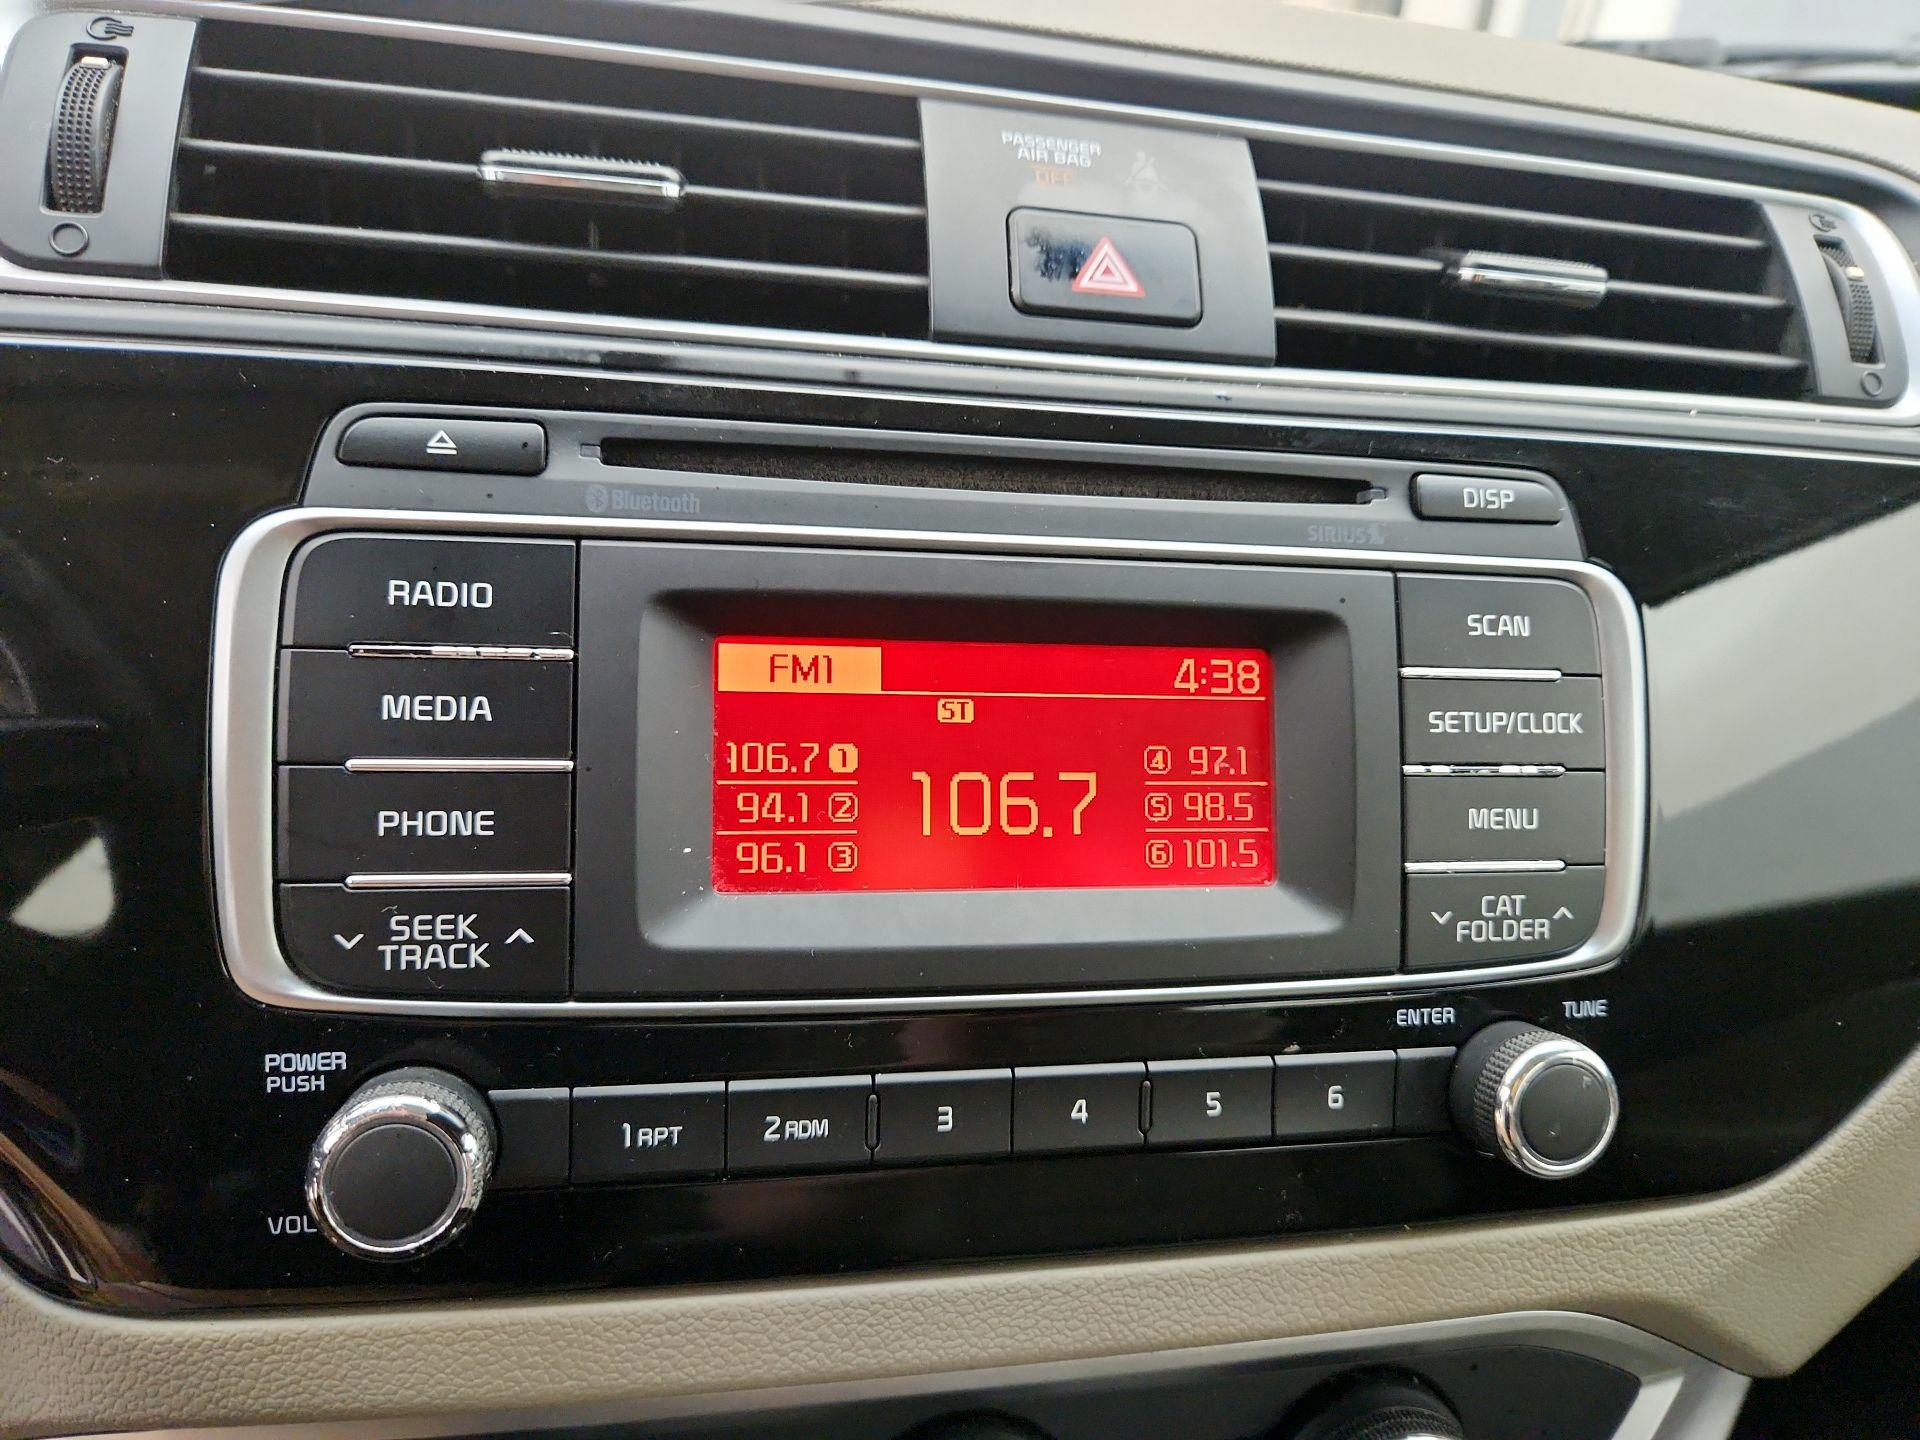 PASSENGER
AIR BAG
OFF
Bluetooth
DISP
SIRIUS
RADIO
MEDIA
PHONE
SEEK
TRACK
FM1
4:38
ST
106.7 1
94.1 2
96.1 3
106.7
4 97.1
5 98.5
6 101.5
SCAN
SETUP/CLOCK
MENU
CAT
FOLDER
POWER
PUSH
VOL
1 RPT
2 RDM
3
4
5
6
ENTER
TUNE